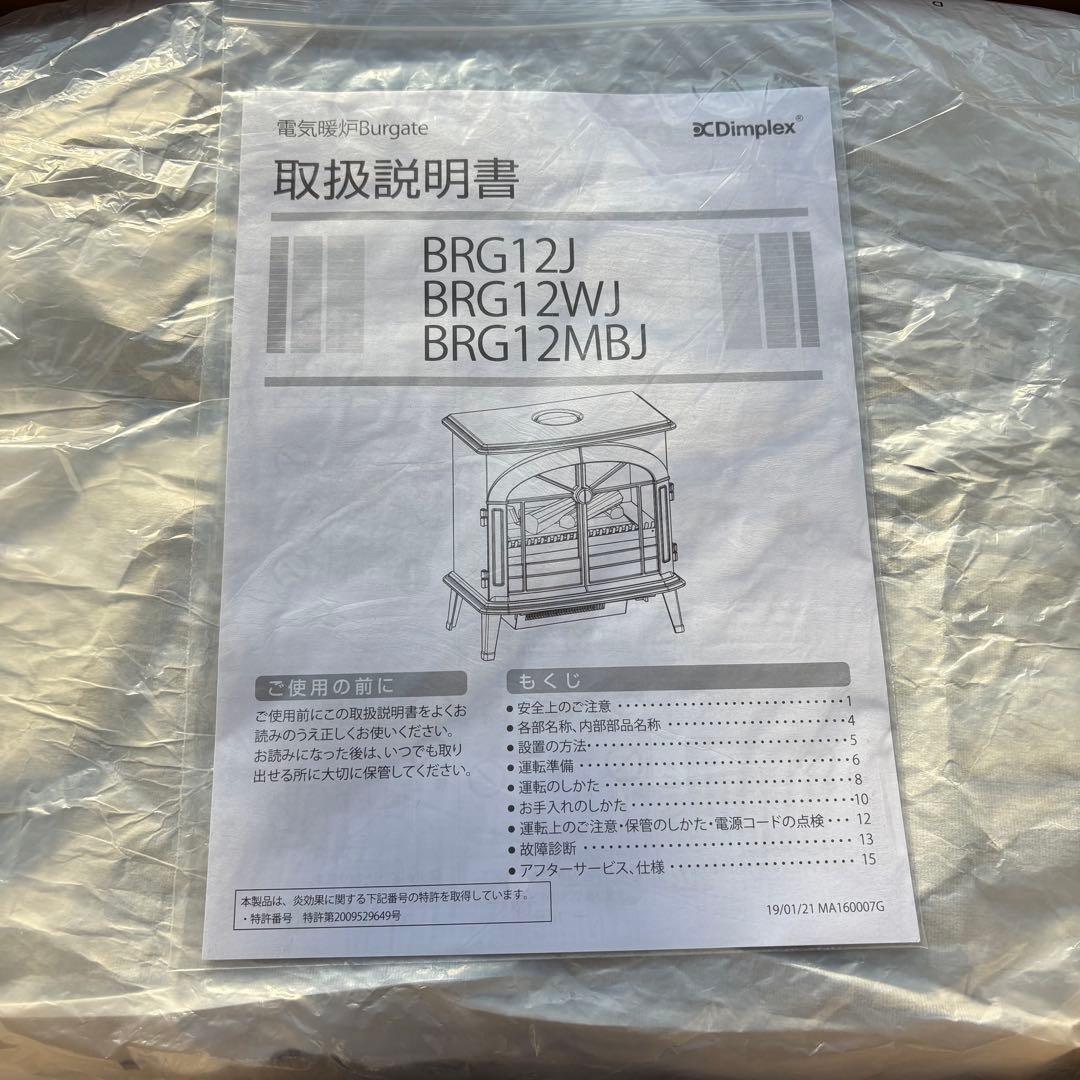 電気暖炉Burgate
Dimplex®
取扱説明書
BRG12J
BRG12WJ
BRG12MBJ
ご使用の前に
ご使用前にこの取扱説明書をよくお
読みのうえ正しくお使いください。
お読みになった後は、いつでも取り
出せる所に大切に保管してください。
もくじ
●安全上のご注意 ・・・・・・・・・・・・・・・・・・・・・・・・・・・・ 1
●各部名称、内部部品名称 ・・・・・・・・・・・・・・・・・・・・・ 4
●設置の方法・・・・・・・・・・・・・・・・・・・・・・・・・・・・・・・5
●運転準備 ・・・・・・・・・・・・・・・・・・・・・・・・・・・・・・・・ 6
●運転のしかた ・・・・・・・・・・・・・・・・・・・・・・・・・・・・・ 8
●お手入れのしかた ・・・・・・・・・・・・・・・・・・・・・・・・・・10
●運転上のご注意・保管のしかた・電源コードの点検 ・・・ 12
●故障診断 ・・・・・・・・・・・・・・・・・・・・・・・・・・・・・・・ 13
●アフターサービス、仕様 ・・・・・・・・・・・・・・・・・・・・・ 15
本製品は、炎効果に関する下記番号の特許を取得しています。
・特許番号 特許第2009529649号
19/01/21 MA160007G